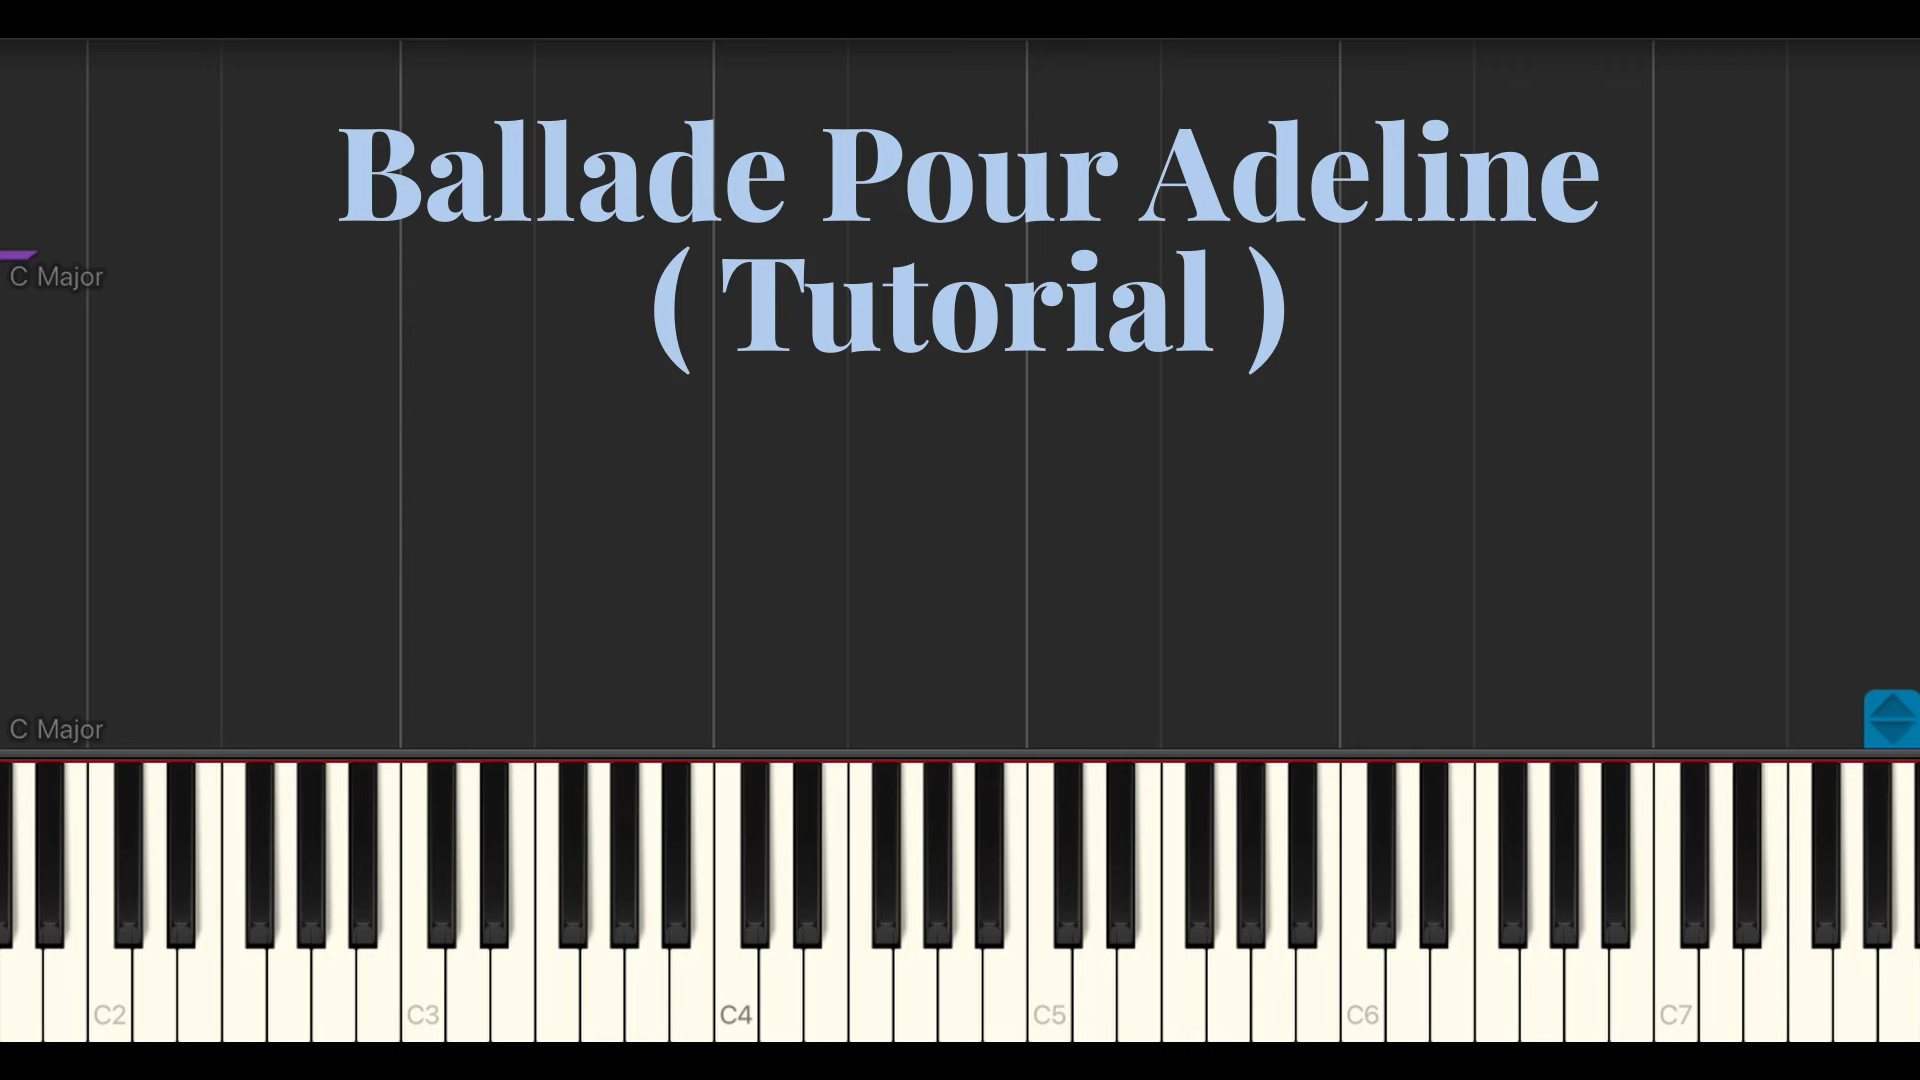 Ballade Pour Adeline
( Tutorial )
C Major
C Major
C2 C3 C4 C5 C6 C7